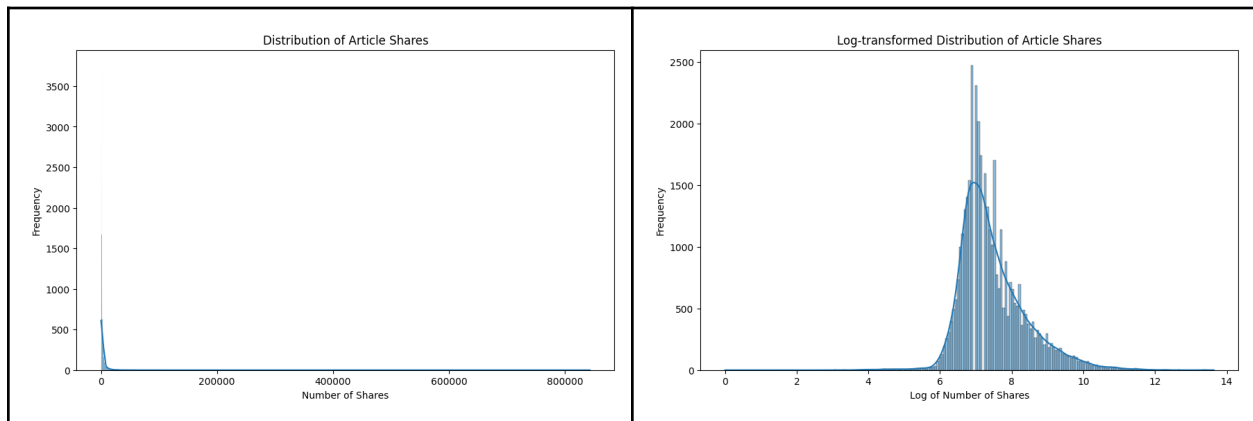 Distribution of Article Shares
3500
3000
2500
2000
1500
1000
500
0
Frequency
0 200000 400000 600000 800000
Number of Shares
Log-transformed Distribution of Article Shares
2500
2000
1500
1000
500
0
Frequency
0 2 4 6 8 10 12 14
Log of Number of Shares